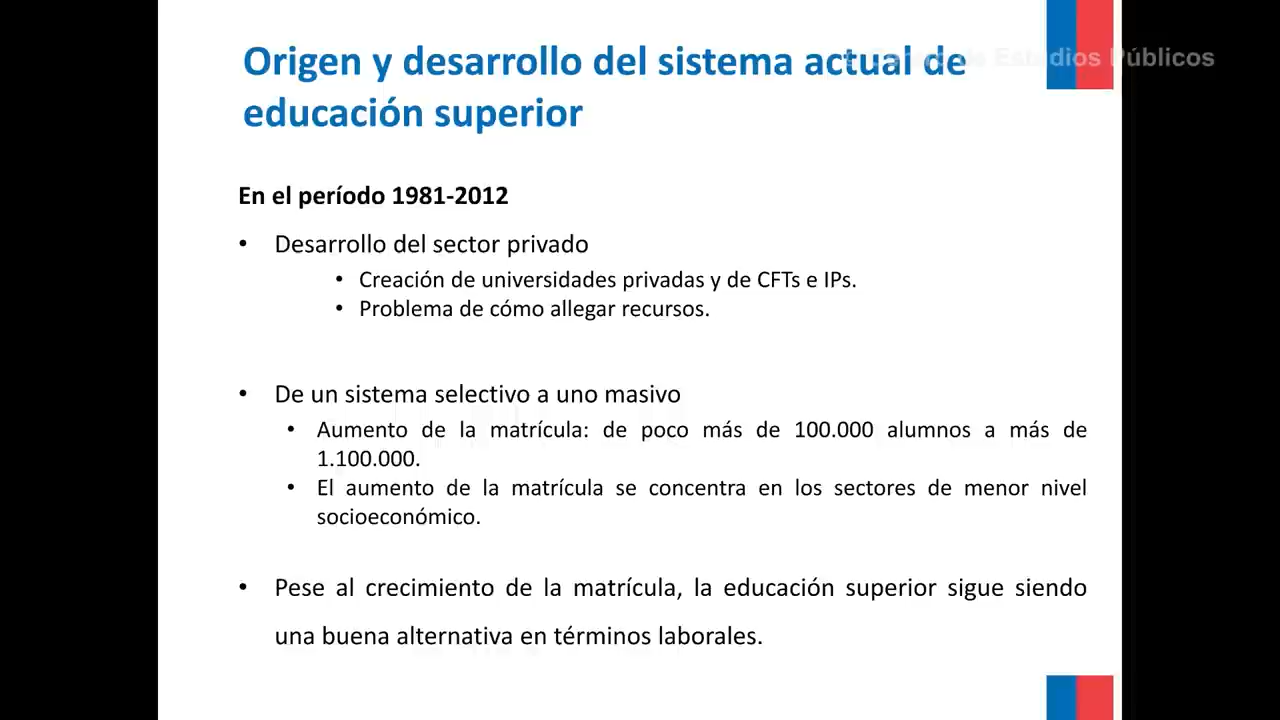 Origen y desarrollo del sistema actual de
educación superior
© Centro de Estudios Públicos
En el período 1981-2012
• Desarrollo del sector privado
• Creación de universidades privadas y de CFTs e IPs.
• Problema de cómo allegar recursos.
• De un sistema selectivo a uno masivo
• Aumento de la matrícula: de poco más de 100.000 alumnos a más de
1.100.000.
• El aumento de la matrícula se concentra en los sectores de menor nivel
socioeconómico.
• Pese al crecimiento de la matrícula, la educación superior sigue siendo
una buena alternativa en términos laborales.